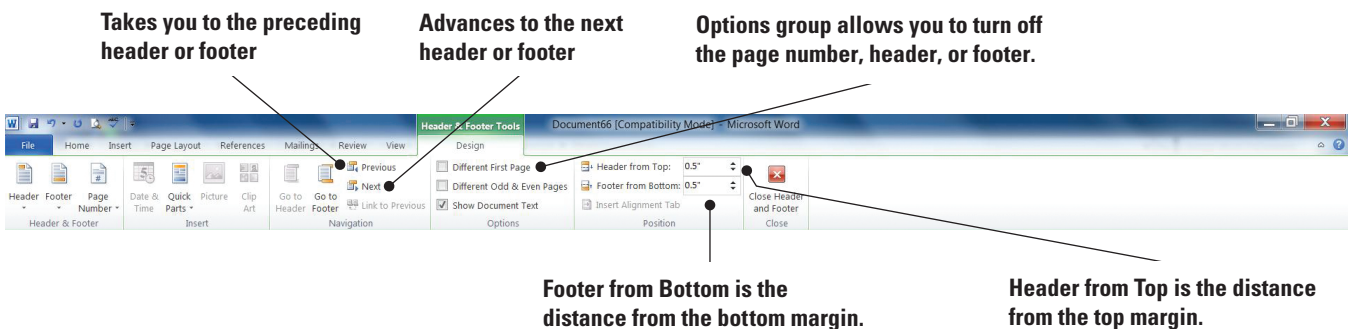 Takes you to the preceding
header or footer
Advances to the next
header or footer
Options group allows you to turn off
the page number, header, or footer.
W
Header & Footer Tools
Document66 [Compatibility Mode] - Microsoft Word
File Home Insert Page Layout References Mailings Review View Design
Header Footer Page Number
Date & Time Quick Parts Picture Clip Art
Go to Header Go to Footer
Previous
Next
Link to Previous
Different First Page
Different Odd & Even Pages
Show Document Text
Header from Top: 0.5"
Footer from Bottom: 0.5"
Insert Alignment Tab
Close Header
and Footer
Header & Footer Insert Navigation Options Position Close
Footer from Bottom is the
distance from the bottom margin.
Header from Top is the distance
from the top margin.